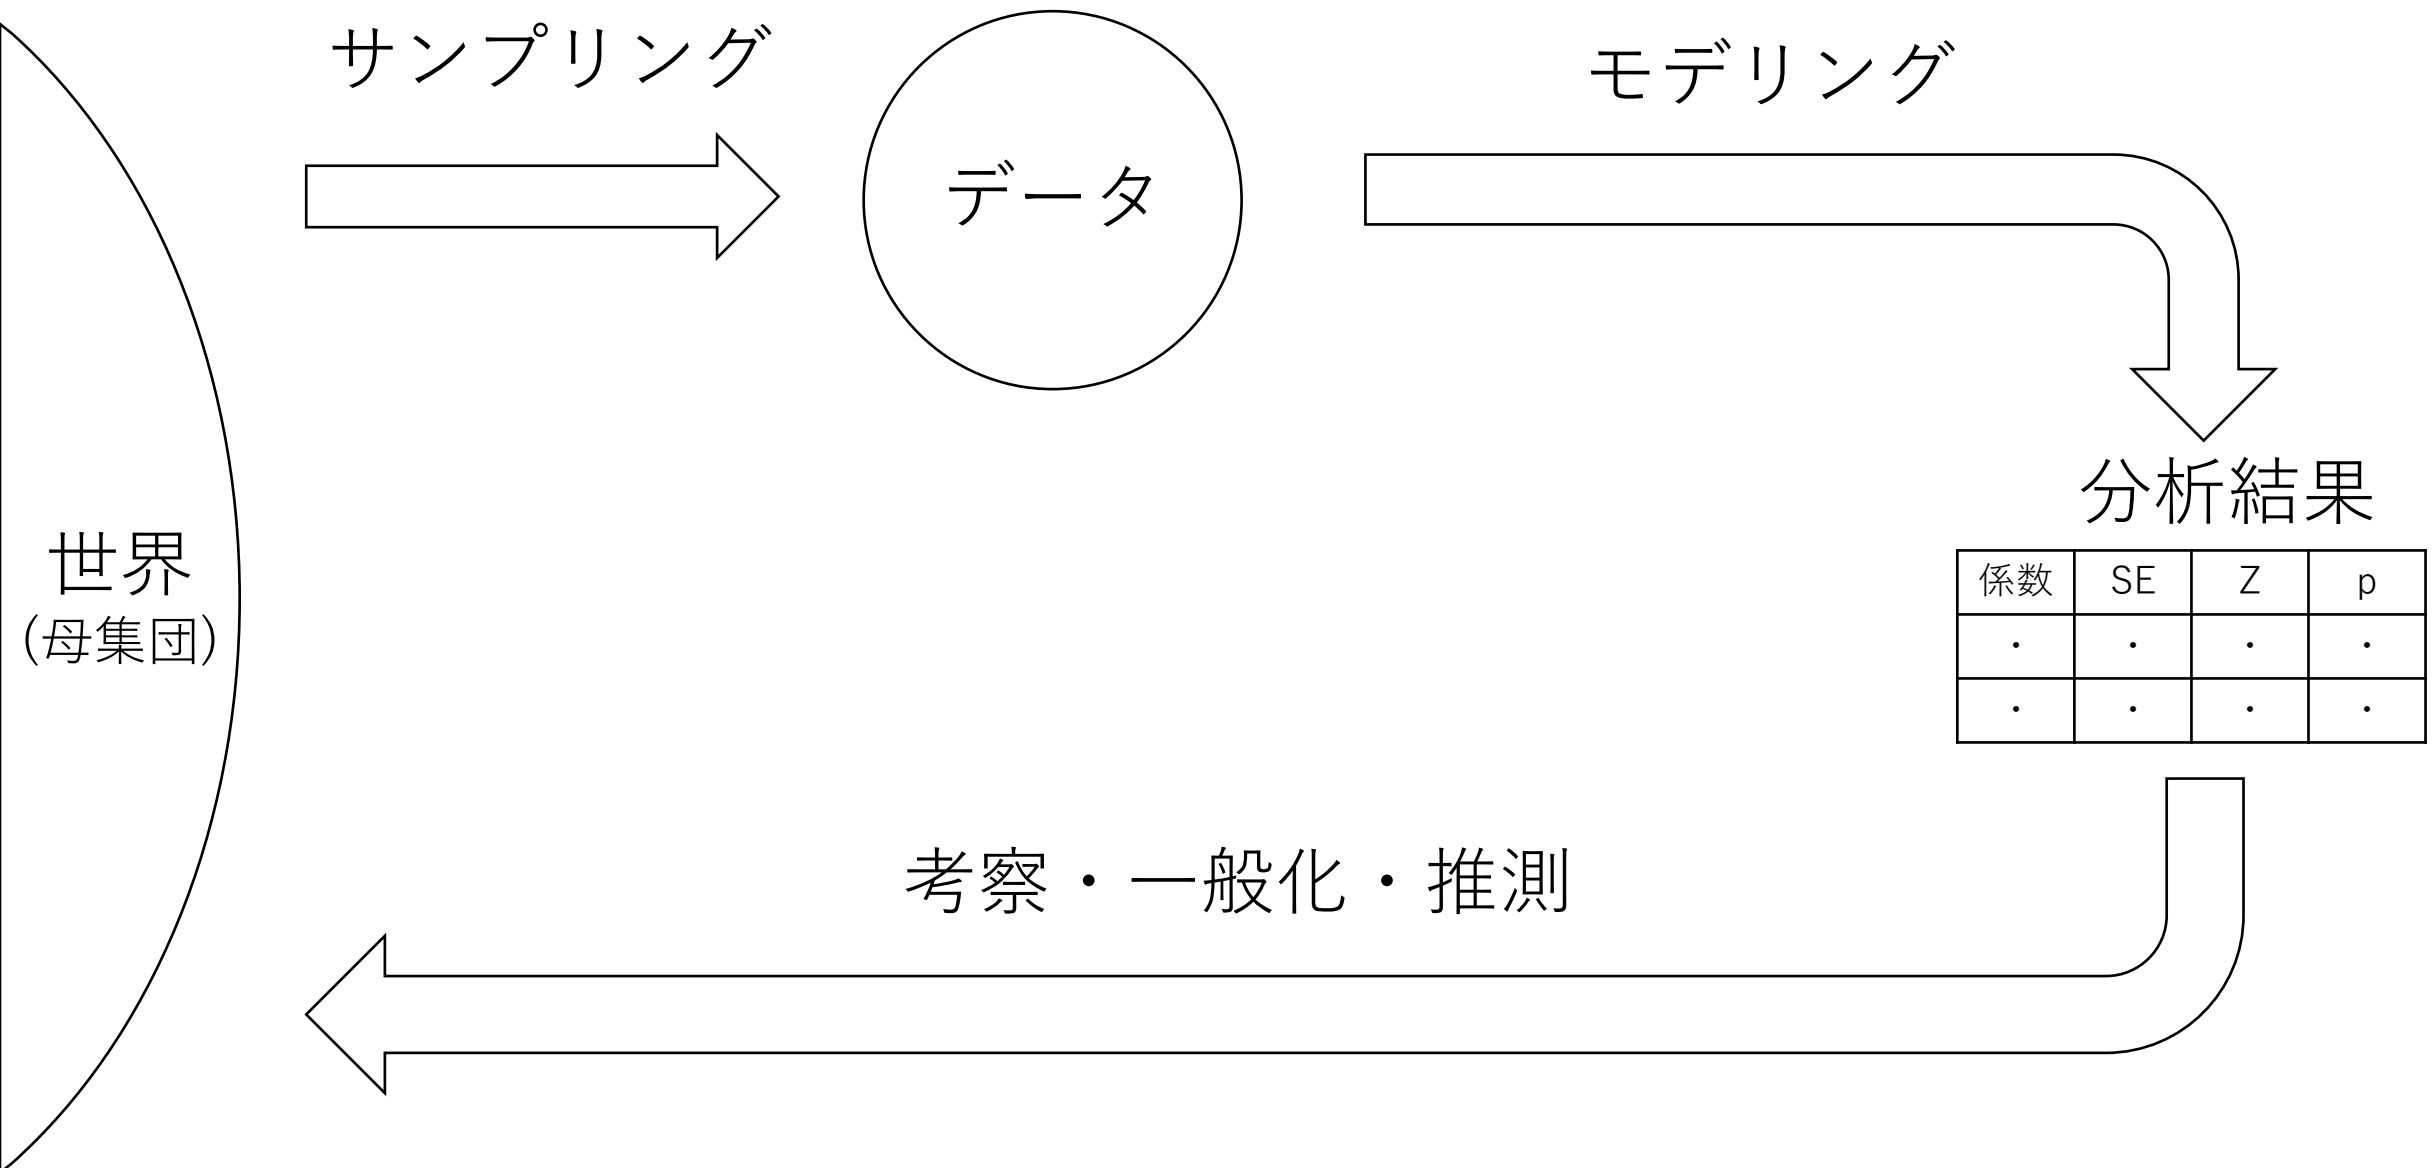 サンプリング
データ
モデリング
世界
(母集団)
分析結果
係数 SE Z p
・ ・ ・ ・
・ ・ ・ ・
考察・一般化・推測